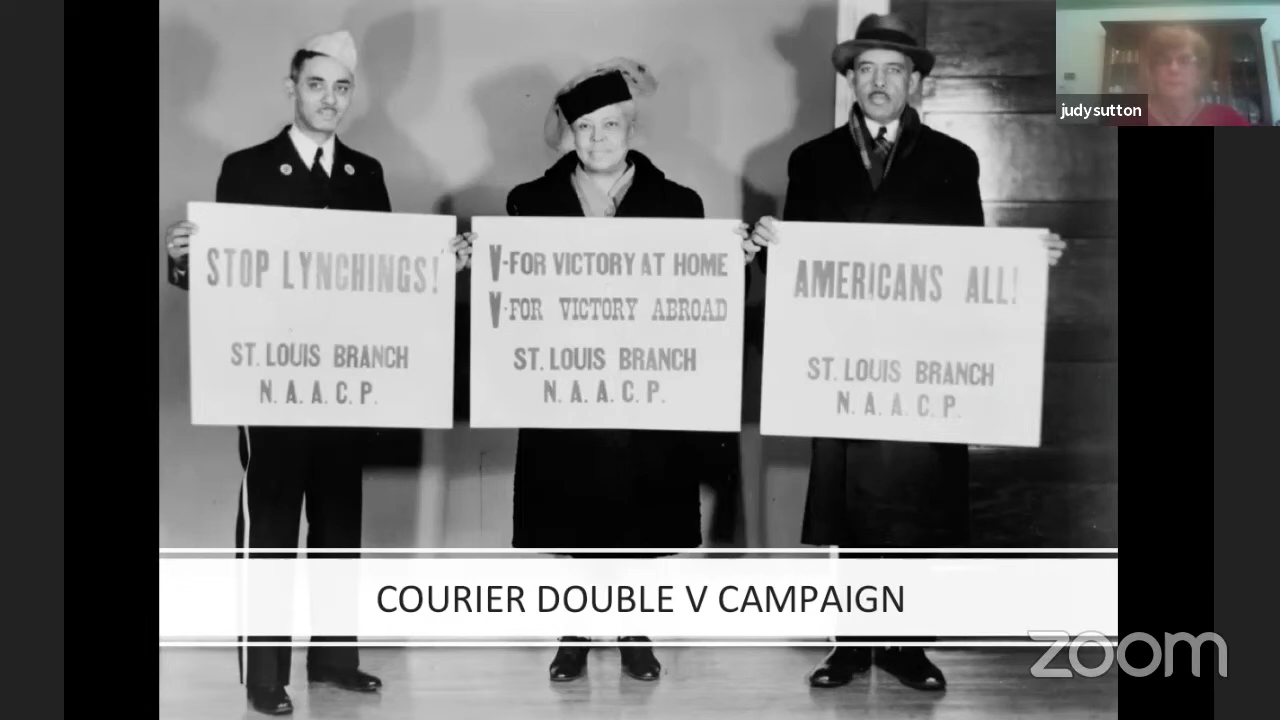 judysutton
STOP LYNCHINGS!
ST. LOUIS BRANCH
N. A. A. C. P.
V-FOR VICTORY AT HOME
V-FOR VICTORY ABROAD
ST. LOUIS BRANCH
N. A. A. C. P.
AMERICANS ALL!
ST. LOUIS BRANCH
N. A. A. C. P.
COURIER DOUBLE V CAMPAIGN
zoom